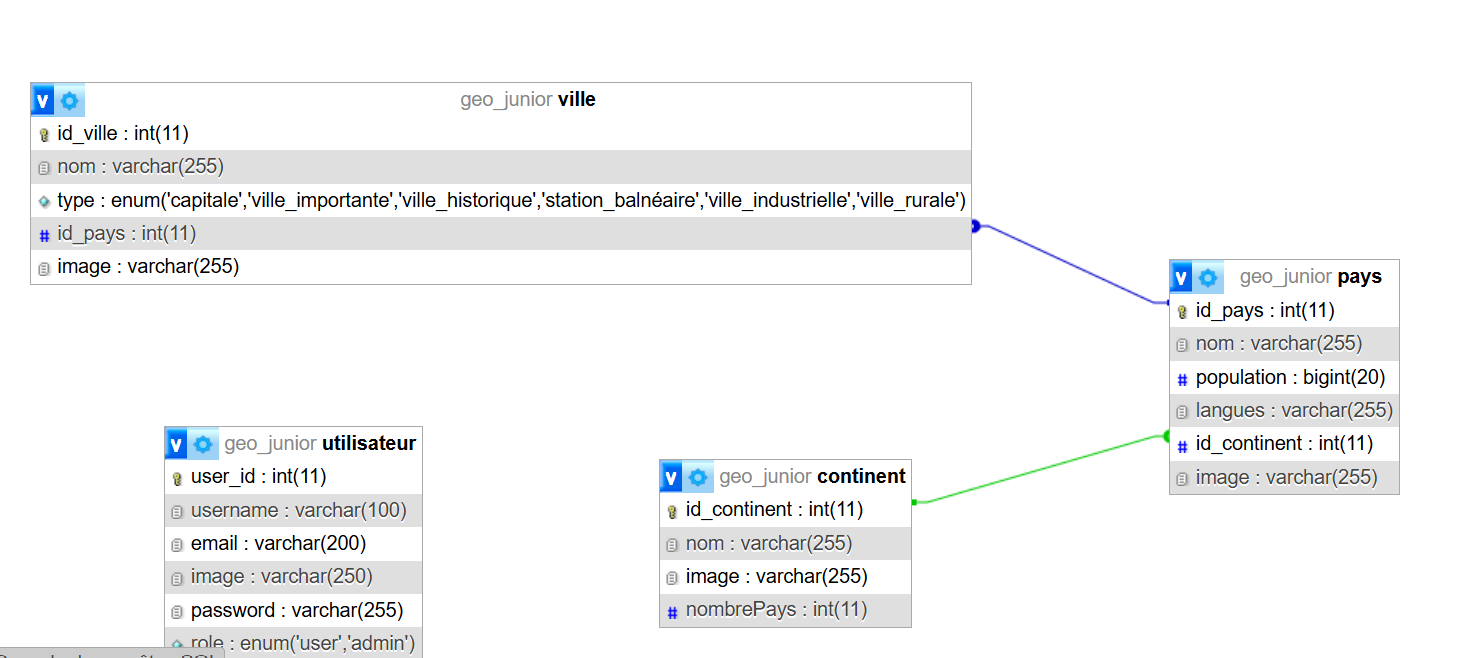 geo_junior ville
id_ville : int(11)
nom : varchar(255)
type : enum('capitale','ville_importante','ville_historique','station_balnéaire','ville_industrielle','ville_rurale')
id_pays : int(11)
image : varchar(255)
geo_junior pays
id_pays : int(11)
nom : varchar(255)
population : bigint(20)
langues : varchar(255)
id_continent : int(11)
image : varchar(255)
geo_junior utilisateur
user_id : int(11)
username : varchar(100)
email : varchar(200)
image : varchar(250)
password : varchar(255)
role : enum('user','admin')
geo_junior continent
id_continent : int(11)
nom : varchar(255)
image : varchar(255)
nombrePays : int(11)